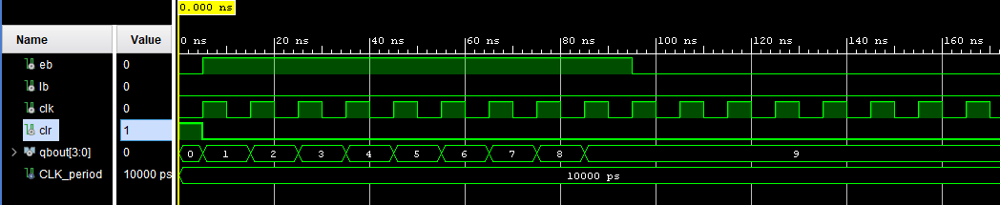 0.000 ns
Name Value 0 ns 20 ns 40 ns 60 ns 80 ns 100 ns 120 ns 140 ns 160 ns
eb 0
lb 0
clk 0
clr 1
qbout[3:0] 0 0 1 2 3 4 5 6 7 8 9
CLK_period 10000 ps 10000 ps